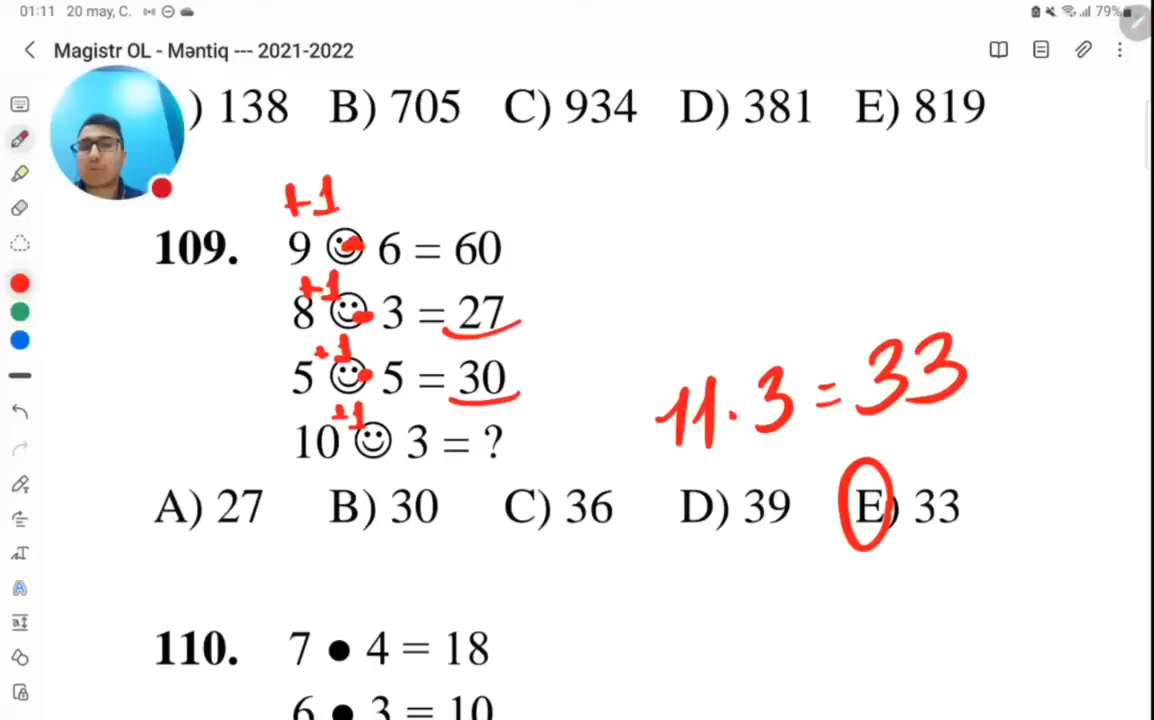 01:11 20 may, C.
79%
Magistr OL - Məntiq --- 2021-2022
) 138 B) 705 C) 934 D) 381 E) 819
+1
109. 9 ☺ 6 = 60
+1
8 ☺ 3 = 27
+1
5 ☺ 5 = 30
+1
10 ☺ 3 = ?
11 · 3 = 33
A) 27 B) 30 C) 36 D) 39 E) 33
110. 7 ● 4 = 18
6 ● 3 = 10